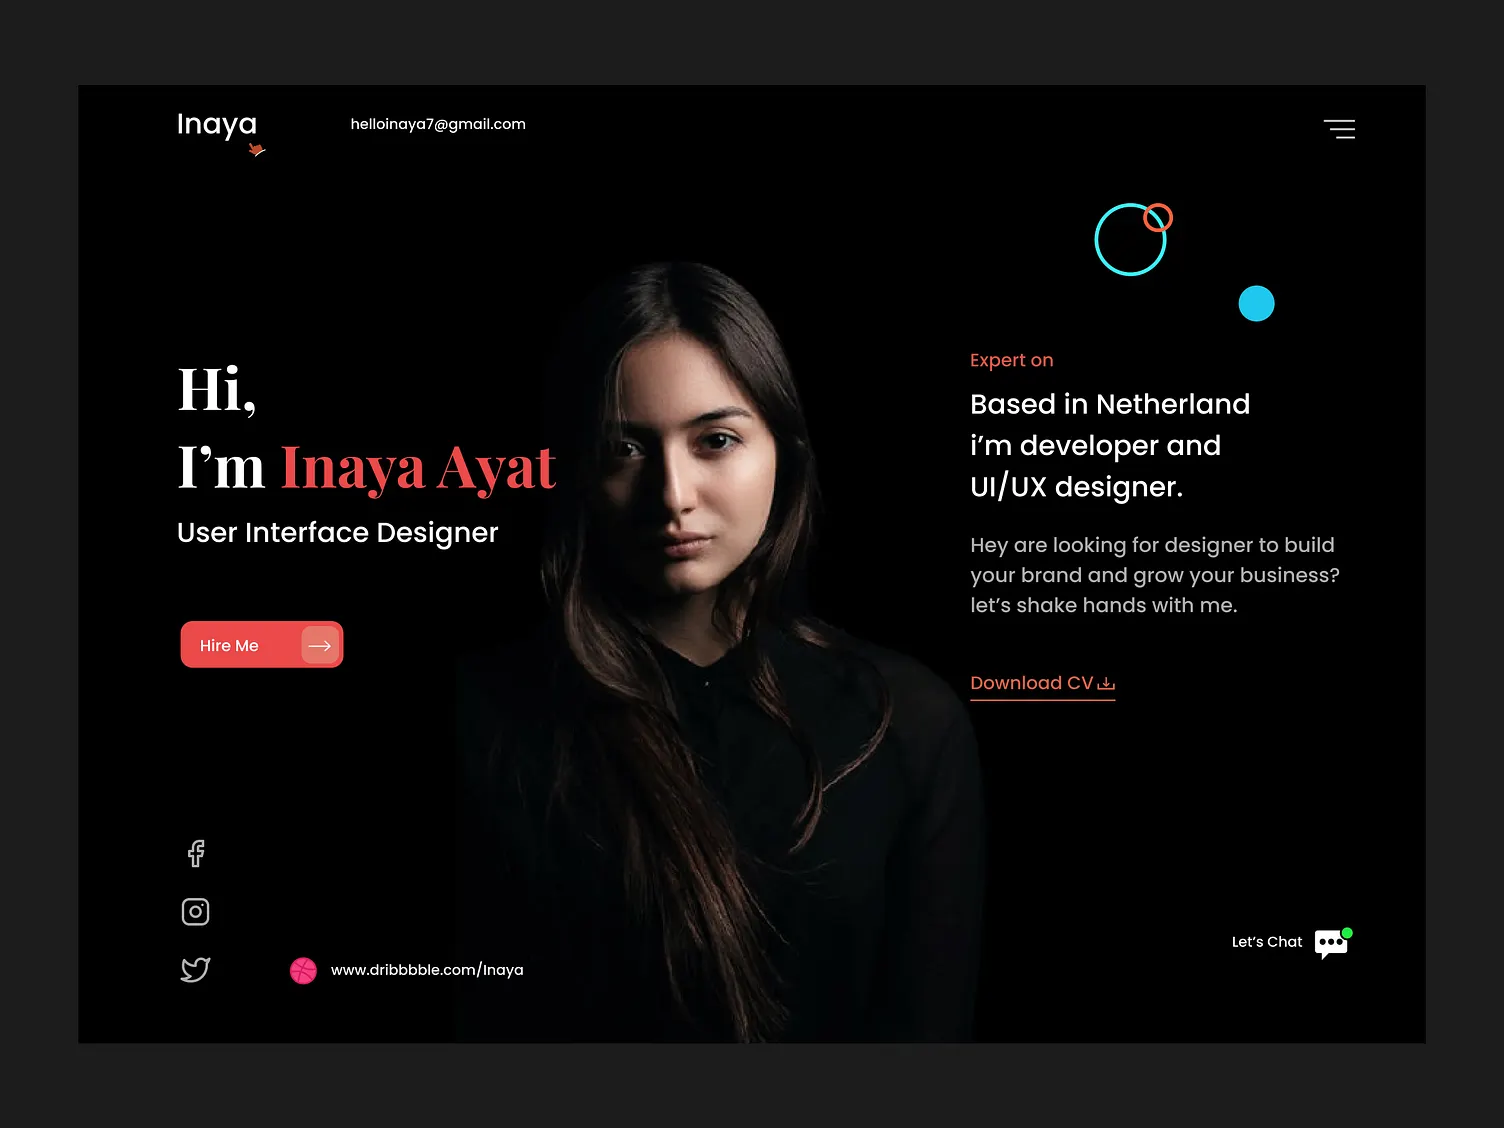 Inaya
helloinaya7@gmail.com
Hi,
I’m Inaya Ayat
User Interface Designer
Hire Me
Expert on
Based in Netherland
i’m developer and
UI/UX designer.
Hey are looking for designer to build
your brand and grow your business?
let’s shake hands with me.
Download CV
www.dribbbble.com/Inaya
Let’s Chat